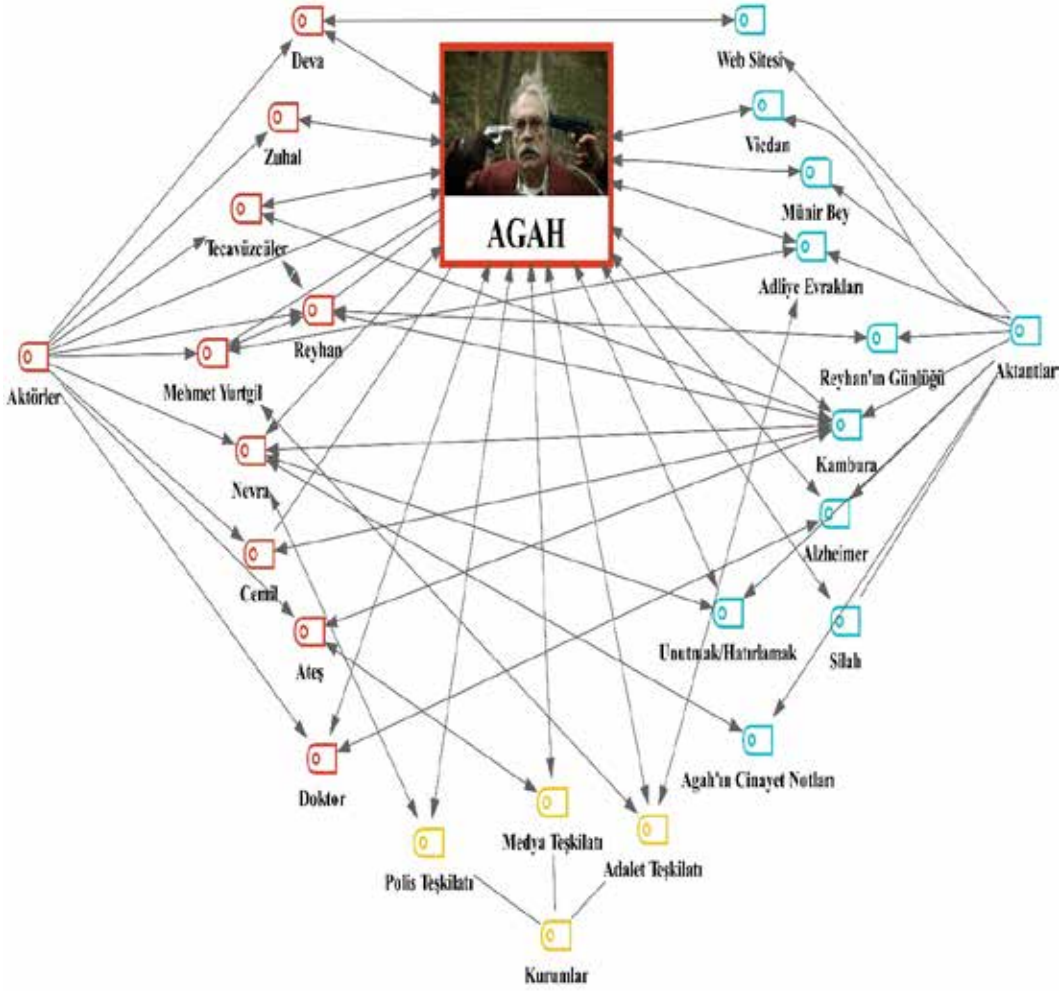 Deva
Web Sitesi
Zuhal
Vicdan
AGAH
Münir Bey
Tecavüzcüler
Adliye Evrakları
Reyhan
Reyhan'ın Günlüğü
Aktörler
Aktantlar
Mehmet Yurtgil
Kambura
Nevra
Alzheimer
Cemil
Unutmak/Hatırlamak
Silah
Ateş
Agah'ın Cinayet Notları
Doktor
Medya Teşkilatı
Adalet Teşkilatı
Polis Teşkilatı
Kurumlar